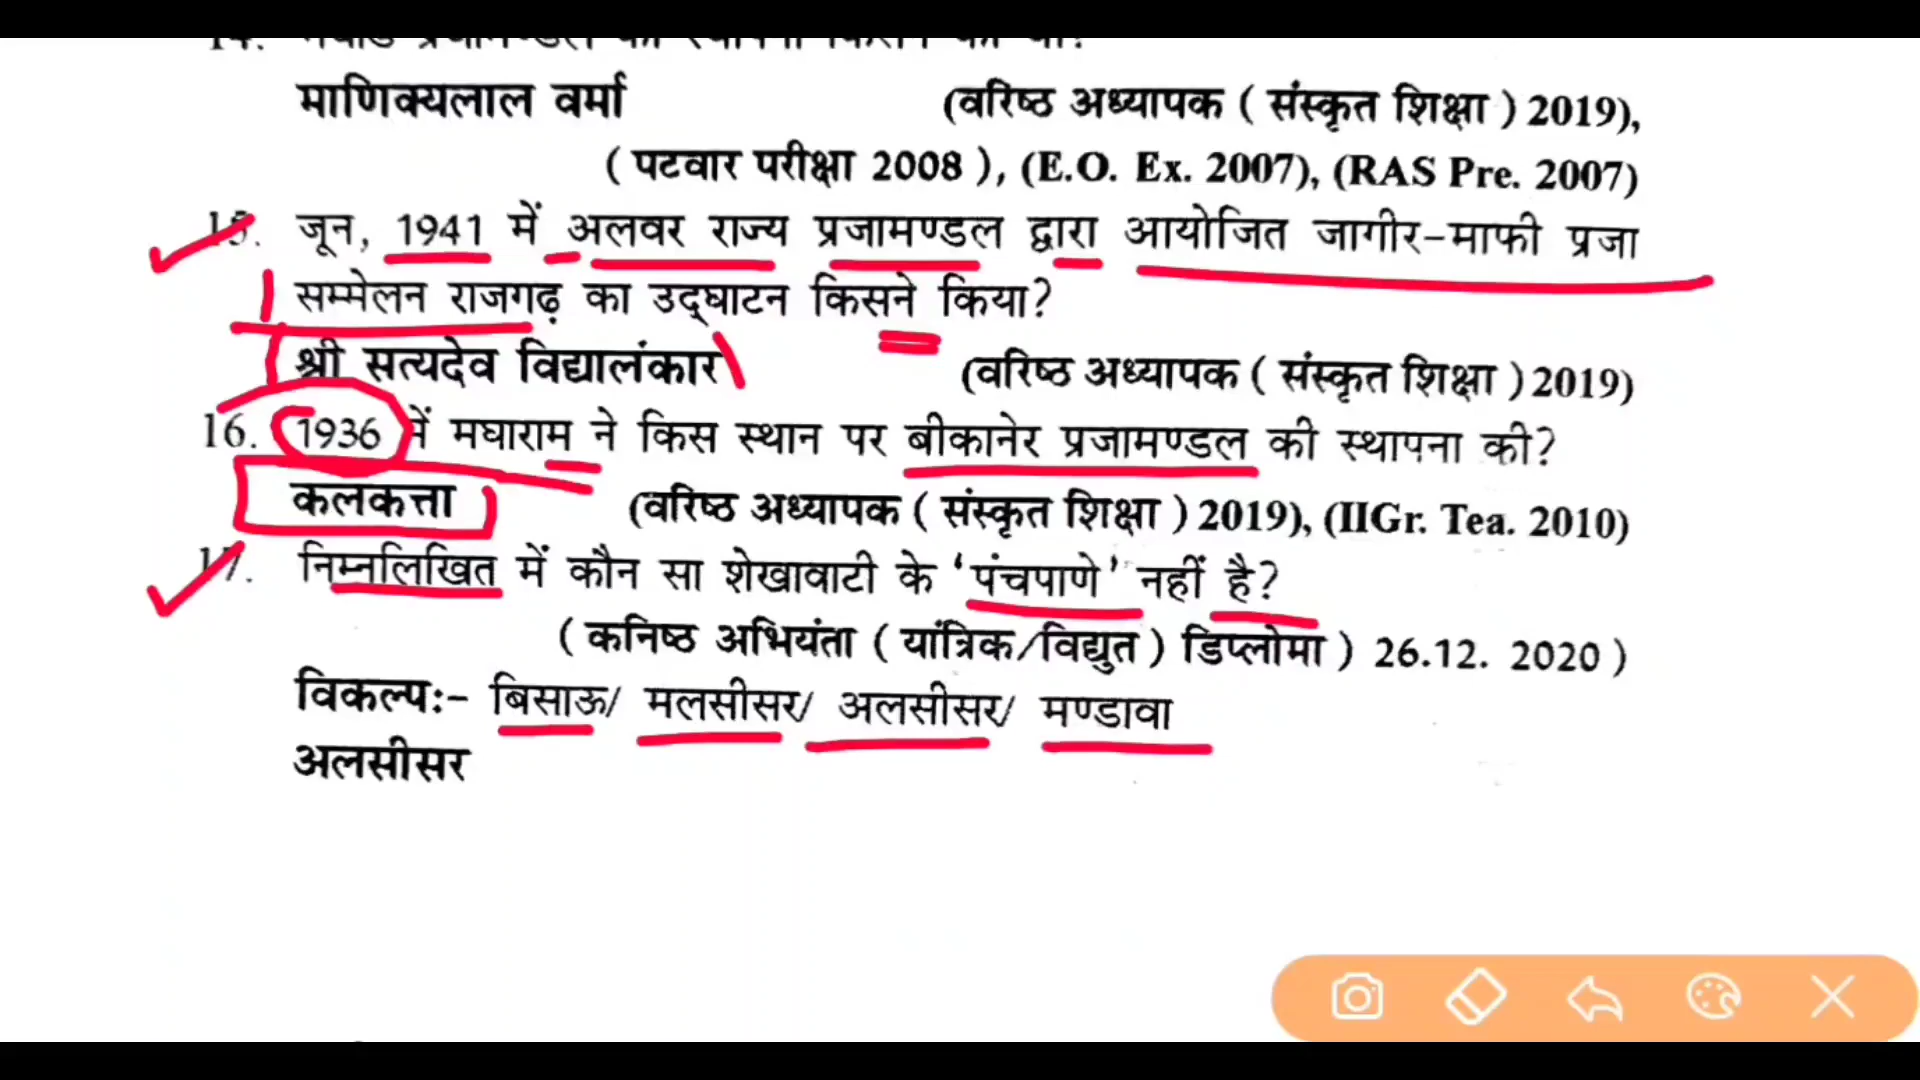 माणिक्यलाल वर्मा (वरिष्ठ अध्यापक ( संस्कृत शिक्षा ) 2019),
( पटवार परीक्षा 2008 ), (E.O. Ex. 2007), (RAS Pre. 2007)
15. जून, 1941 में अलवर राज्य प्रजामण्डल द्वारा आयोजित जागीर-माफी प्रजा
सम्मेलन राजगढ़ का उद्‌घाटन किसने किया?
श्री सत्यदेव विद्यालंकार (वरिष्ठ अध्यापक ( संस्कृत शिक्षा ) 2019)
16. 1936 में मघाराम ने किस स्थान पर बीकानेर प्रजामण्डल की स्थापना की?
कलकत्ता (वरिष्ठ अध्यापक ( संस्कृत शिक्षा ) 2019), (IIGr. Tea. 2010)
17. निम्नलिखित में कौन सा शेखावाटी के 'पंचपाणे' नहीं है?
( कनिष्ठ अभियंता ( यांत्रिक/विद्युत ) डिप्लोमा ) 26.12. 2020 )
विकल्पः- बिसाऊ/ मलसीसर/ अलसीसर/ मण्डावा
अलसीसर